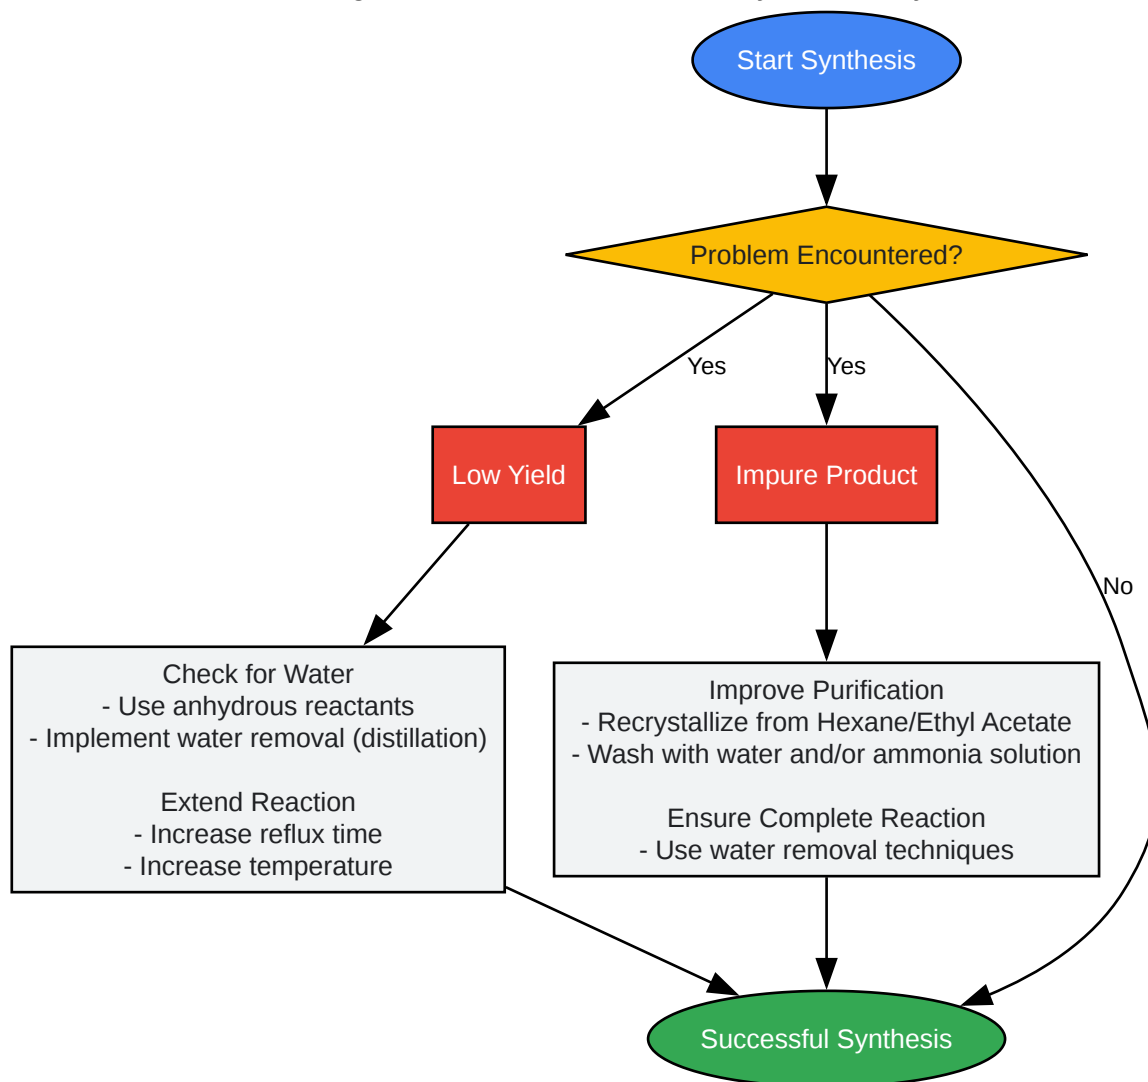 Start Synthesis
Problem Encountered?
Yes
Yes
Low Yield
Impure Product
No
Check for Water
- Use anhydrous reactants
- Implement water removal (distillation)
Extend Reaction
- Increase reflux time
- Increase temperature
Improve Purification
- Recrystallize from Hexane/Ethyl Acetate
- Wash with water and/or ammonia solution
Ensure Complete Reaction
- Use water removal techniques
Successful Synthesis